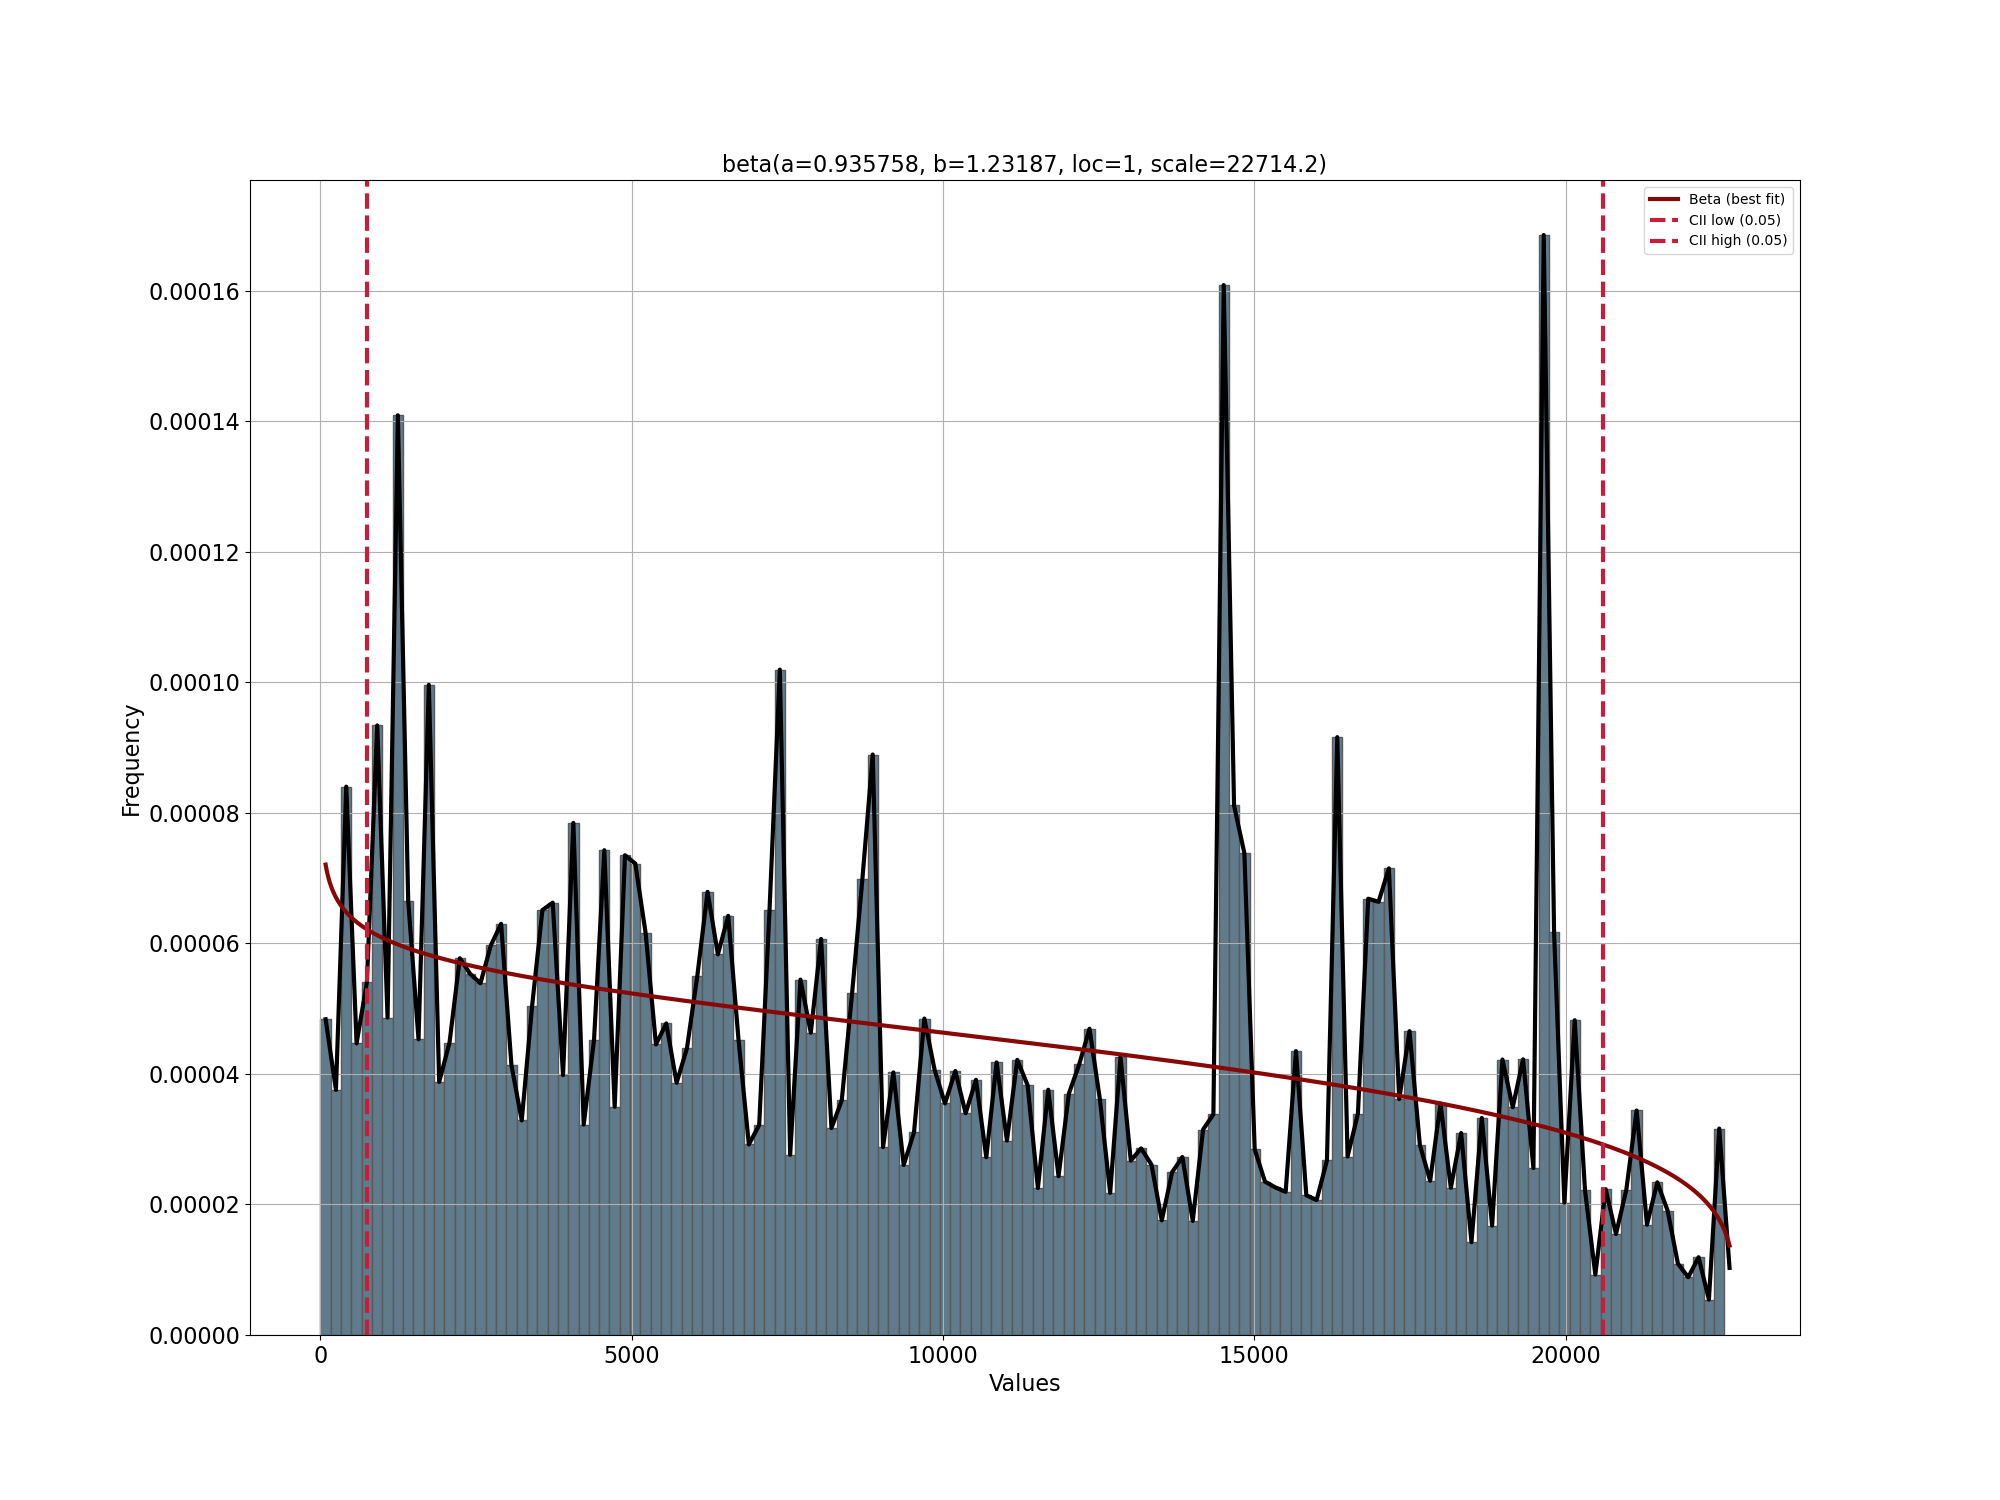 beta(a=0.935758, b=1.23187, loc=1, scale=22714.2)
Beta (best fit)
CII low (0.05)
CII high (0.05)
0.00016
0.00014
0.00012
0.00010
0.00008
0.00006
0.00004
0.00002
0.00000
Frequency
0 5000 10000 15000 20000
Values